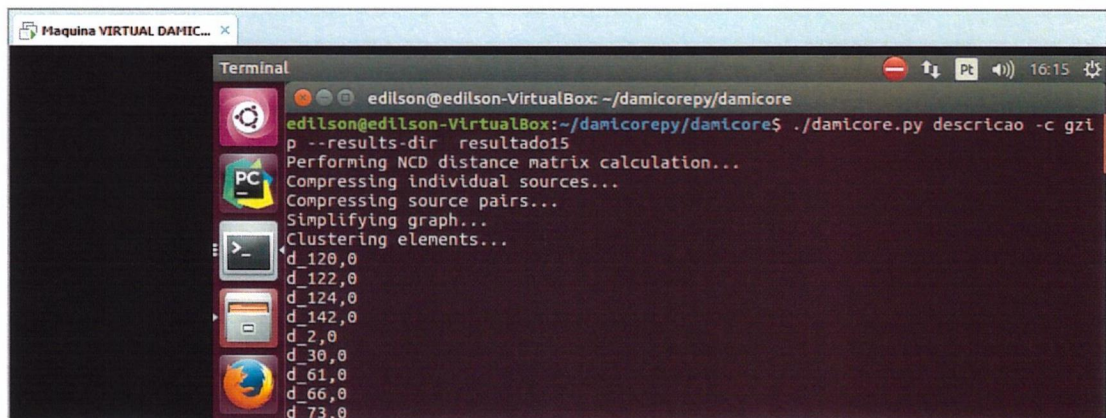 Maquina VIRTUAL DAMIC...
Terminal
Pt
16:15
edilson@edilson-VirtualBox: ~/damicorepy/damicore
edilson@edilson-VirtualBox:~/damicorepy/damicore$ ./damicore.py descricao -c gzi
p --results-dir  resultado15
Performing NCD distance matrix calculation...
Compressing individual sources...
Compressing source pairs...
Simplifying graph...
Clustering elements...
PC
>_
d_120,0
d_122,0
d_124,0
d_142,0
d_2,0
d_30,0
d_61,0
d_66,0
d_73,0